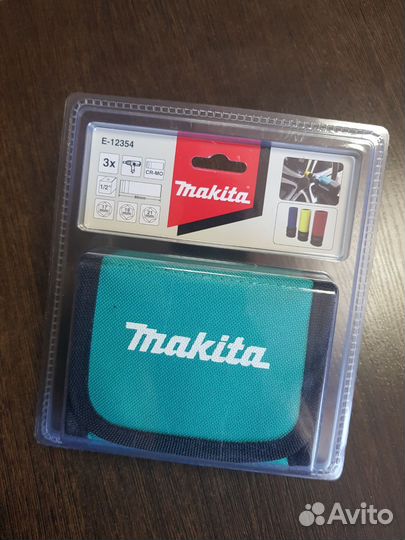 E-12354
3x
CR-MO
1/2"
17
19
21
makita
makita
Avito